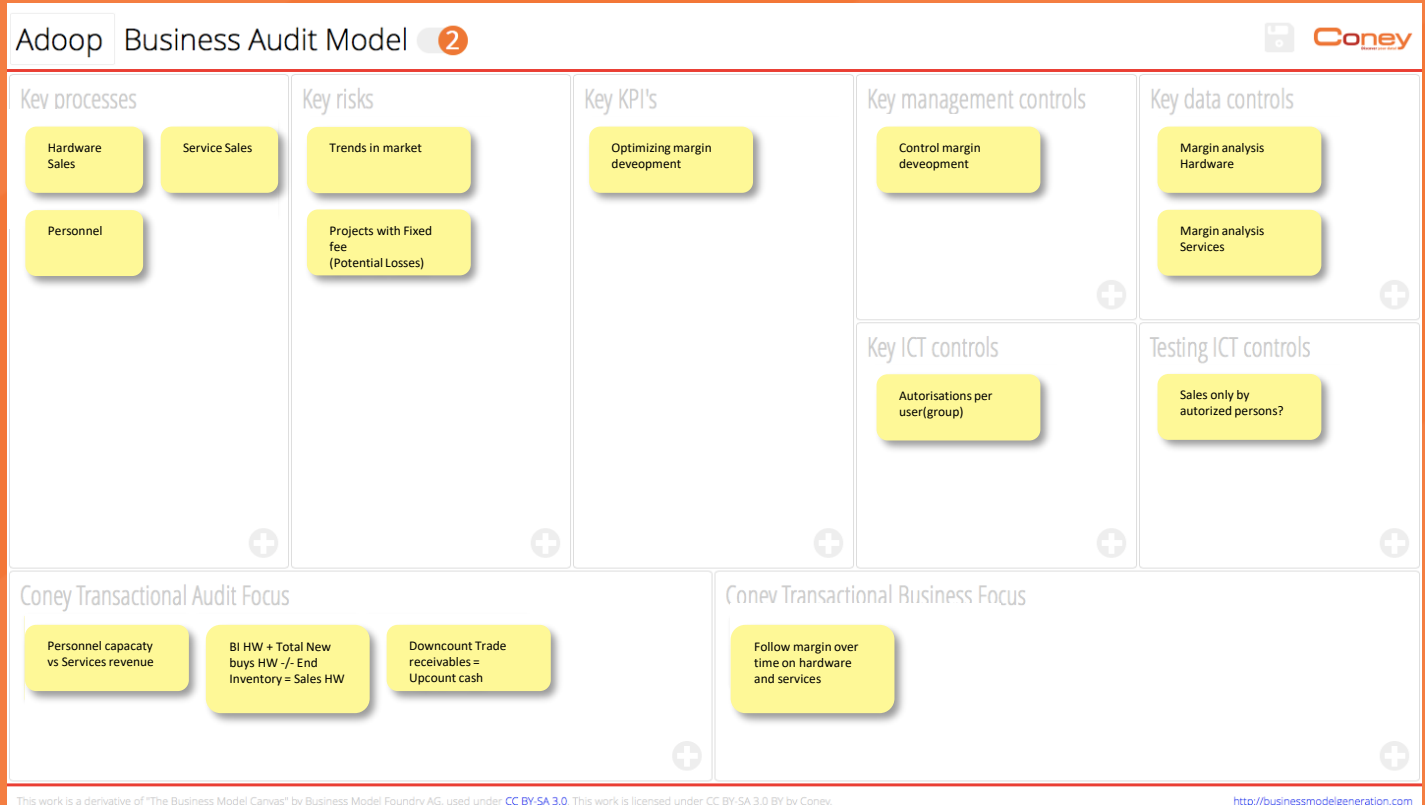 Adoop Business Audit Model 2
Coney
Key processes
Hardware
Sales
Service Sales
Personnel
Key risks
Trends in market
Projects with Fixed
fee
(Potential Losses)
Key KPI's
Optimizing margin
deveopment
Key management controls
Control margin
deveopment
Key data controls
Margin analysis
Hardware
Margin analysis
Services
Key ICT controls
Autorisations per
user(group)
Testing ICT controls
Sales only by
autorized persons?
Coney Transactional Audit Focus
Personnel capacaty
vs Services revenue
BI HW + Total New
buys HW -/- End
Inventory = Sales HW
Downcount Trade
receivables =
Upcount cash
Coney Transactional Business Focus
Follow margin over
time on hardware
and services
This work is a derivative of "The Business Model Canvas" by Business Model Foundry AG, used under CC BY-SA 3.0. This work is licensed under CC BY-SA 3.0 BY by Coney.
http://businessmodelgeneration.com